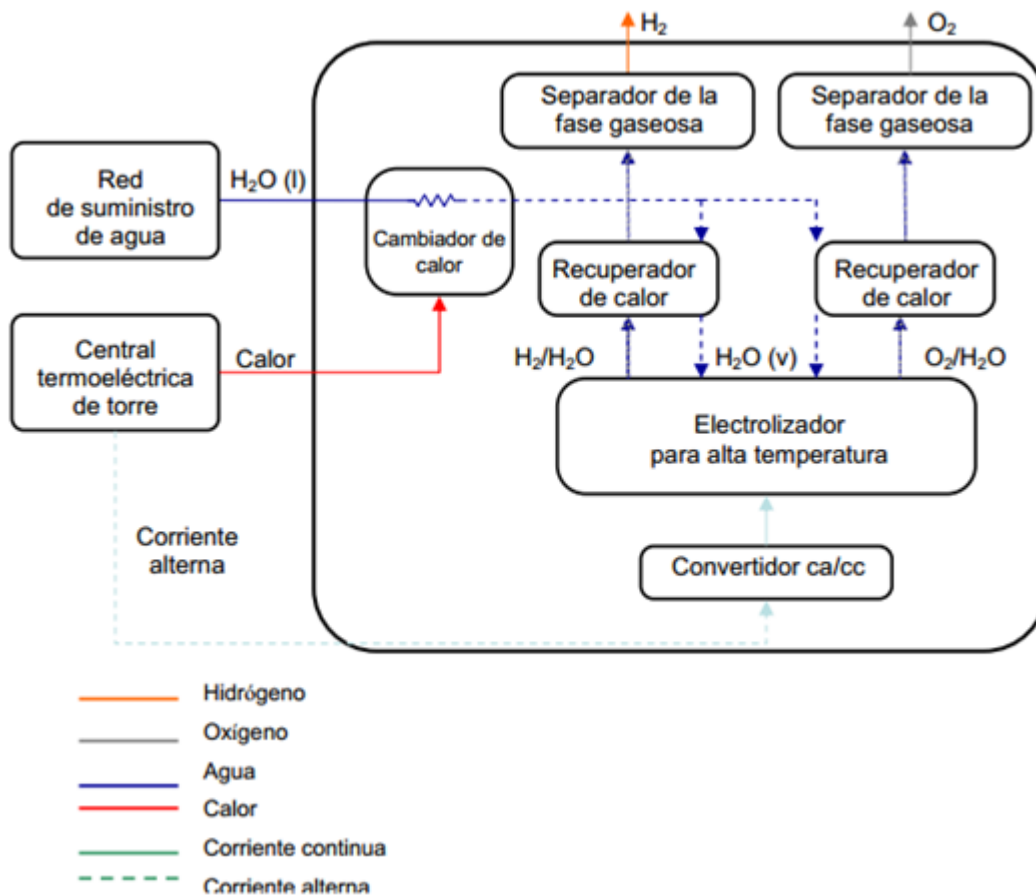 H₂
O₂
Separador de la
fase gaseosa
Separador de la
fase gaseosa
Red
de suministro
de agua
H₂O (l)
Cambiador de
calor
Recuperador
de calor
Recuperador
de calor
Central
termoeléctrica
de torre
Calor
H₂/H₂O
H₂O (v)
O₂/H₂O
Electrolizador
para alta temperatura
Corriente
alterna
Convertidor ca/cc
Hidrógeno
Oxígeno
Agua
Calor
Corriente continua
Corriente alterna